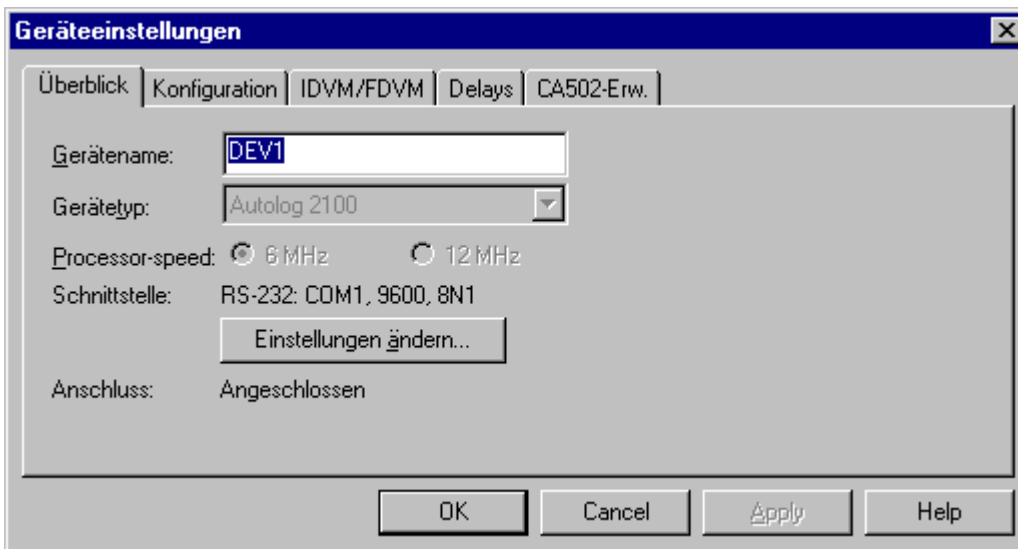 Geräteeinstellungen
Überblick Konfiguration IDVM/FDVM Delays CA502-Erw.
Gerätename: DEV1
Gerätetyp: Autolog 2100
Processor-speed: 6 MHz 12 MHz
Schnittstelle: RS-232: COM1, 9600, 8N1
Einstellungen ändern...
Anschluss: Angeschlossen
OK Cancel Apply Help